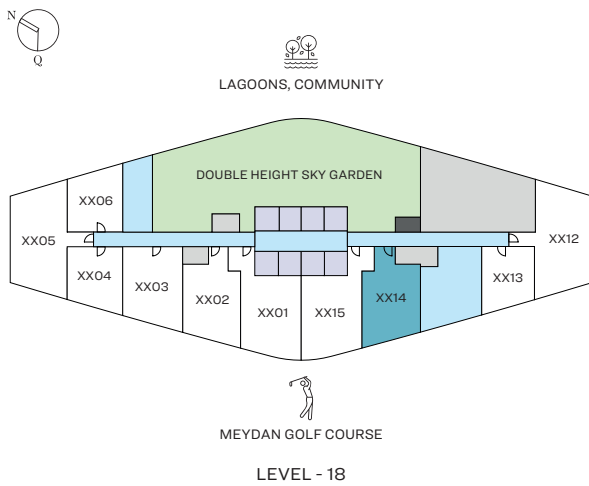 N
Q
LAGOONS, COMMUNITY
DOUBLE HEIGHT SKY GARDEN
XX06
XX05
XX12
XX04
XX03
XX02
XX01
XX15
XX14
XX13
MEYDAN GOLF COURSE
LEVEL - 18